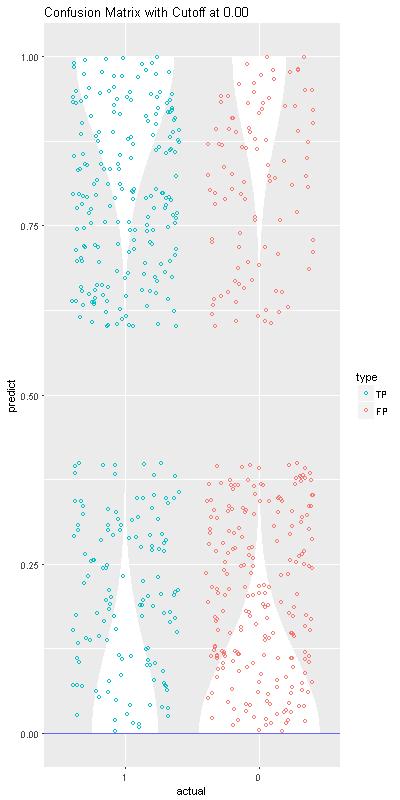 Confusion Matrix with Cutoff at 0.00
1.00
0.75
0.50
0.25
0.00
predict
1
0
actual
type
TP
FP